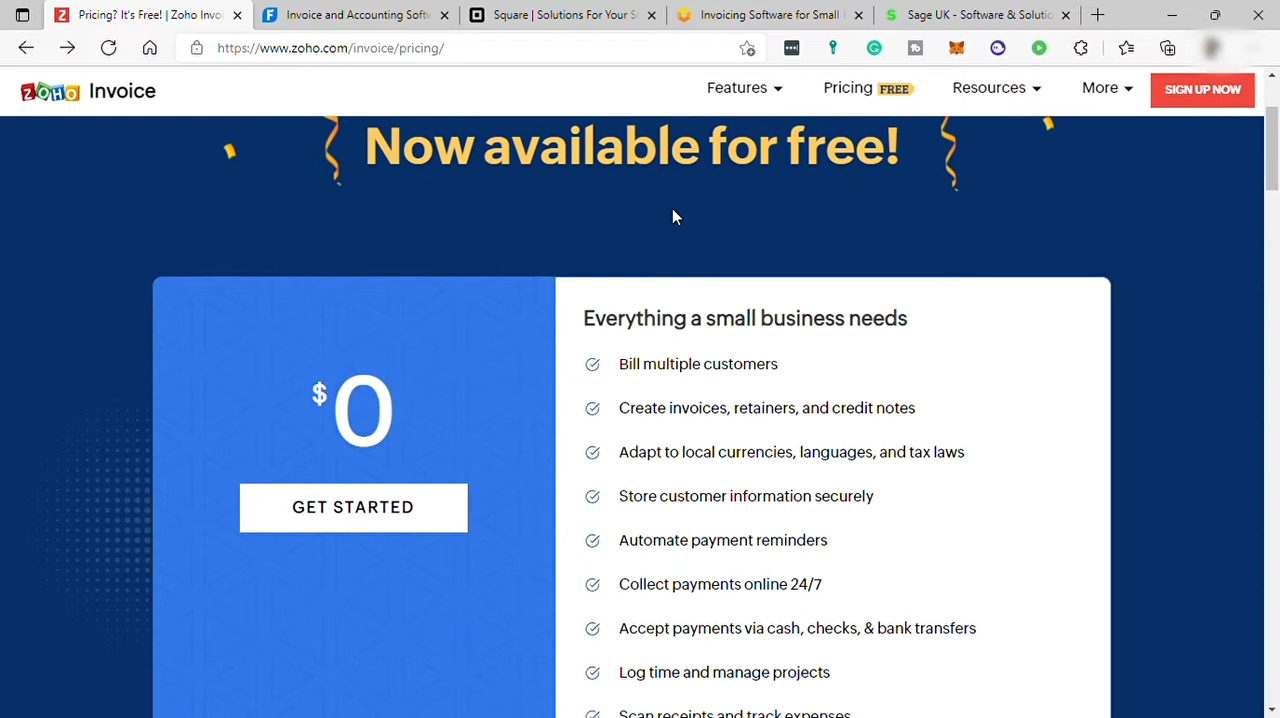 Pricing? It's Free! | Zoho Invo
Invoice and Accounting Softw
Square | Solutions For Your S
Invoicing Software for Small
Sage UK - Software & Solutio
https://www.zoho.com/invoice/pricing/
ZOHO Invoice
Features
Pricing FREE
Resources
More
SIGN UP NOW
Now available for free!
$0
GET STARTED
Everything a small business needs
Bill multiple customers
Create invoices, retainers, and credit notes
Adapt to local currencies, languages, and tax laws
Store customer information securely
Automate payment reminders
Collect payments online 24/7
Accept payments via cash, checks, & bank transfers
Log time and manage projects
Scan receipts and track expenses